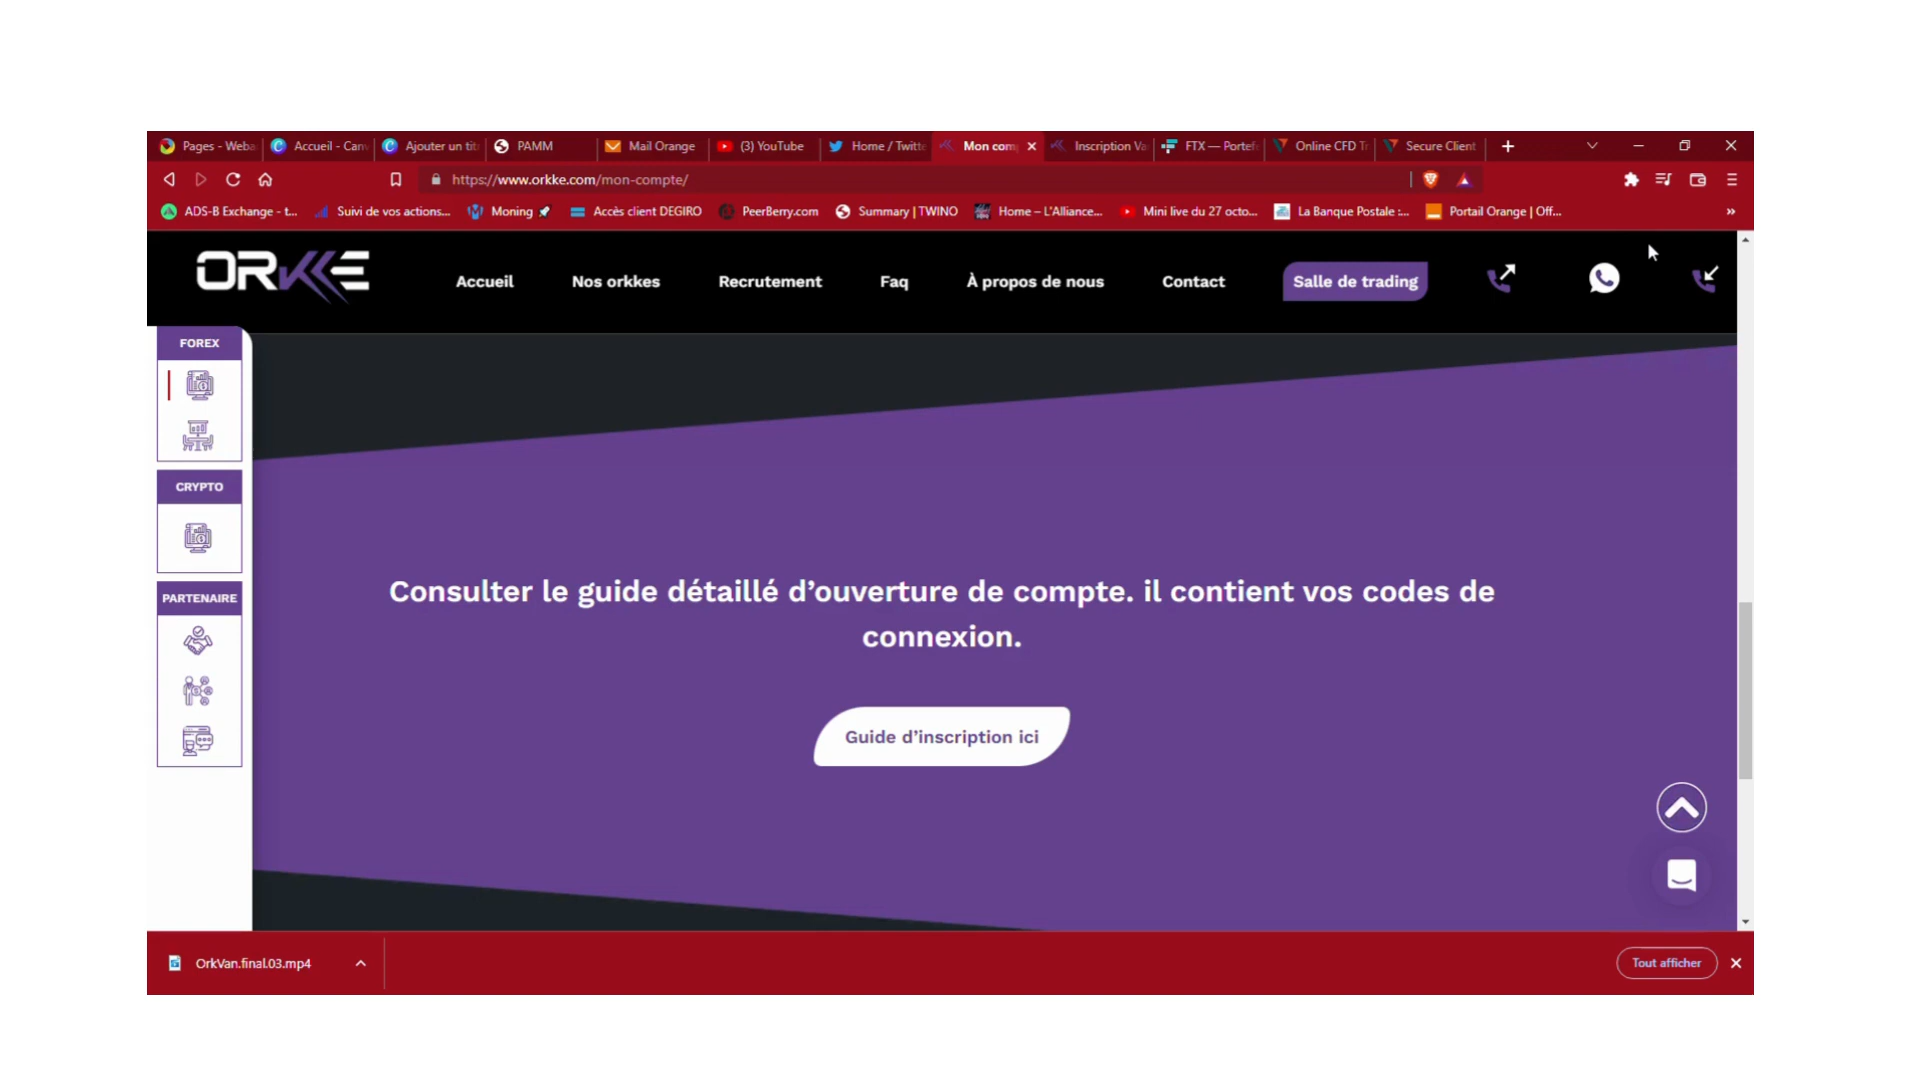 Pages - Weba
Accueil - Can
Ajouter un tit
PAMM
Mail Orange
(3) YouTube
Home / Twitte
Mon com
Inscription Va
FTX — Portef
Online CFD Tr
Secure Client
https://www.orkke.com/mon-compte/
ADS-B Exchange - t...
Suivi de vos actions...
Moning
Accès client DEGIRO
PeerBerry.com
Summary | TWINO
Home – L'Alliance...
Mini live du 27 octo...
La Banque Postale :...
Portail Orange | Off...
ORKKE
Accueil
Nos orkkes
Recrutement
Faq
À propos de nous
Contact
Salle de trading
FOREX
CRYPTO
PARTENAIRE
Consulter le guide détaillé d’ouverture de compte. il contient vos codes de
connexion.
Guide d’inscription ici
OrkVan.final.03.mp4
Tout afficher